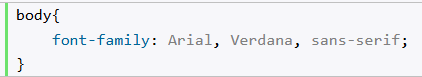 body{
    font-family: Arial, Verdana, sans-serif;
}